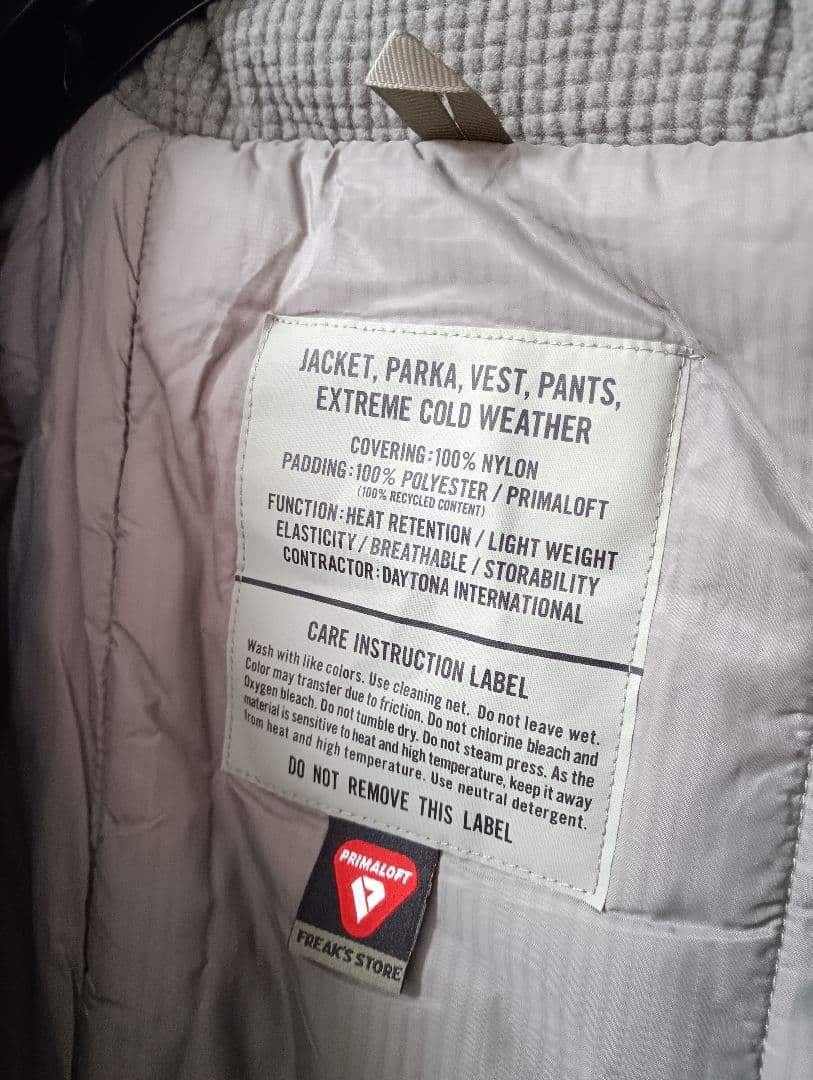 JACKET, PARKA, VEST, PANTS,
EXTREME COLD WEATHER
COVERING:100% NYLON
PADDING:100% POLYESTER / PRIMALOFT
(100% RECYCLED CONTENT)
FUNCTION:HEAT RETENTION / LIGHT WEIGHT
ELASTICITY / BREATHABLE / STORABILITY
CONTRACTOR:DAYTONA INTERNATIONAL
CARE INSTRUCTION LABEL
Wash with like colors. Use cleaning net. Do not leave wet.
Color may transfer due to friction. Do not chlorine bleach and
Oxygen bleach. Do not tumble dry. Do not steam press. As the
material is sensitive to heat and high temperature, keep it away
from heat and high temperature. Use neutral detergent.
DO NOT REMOVE THIS LABEL
PRIMALOFT
FREAK'S STORE